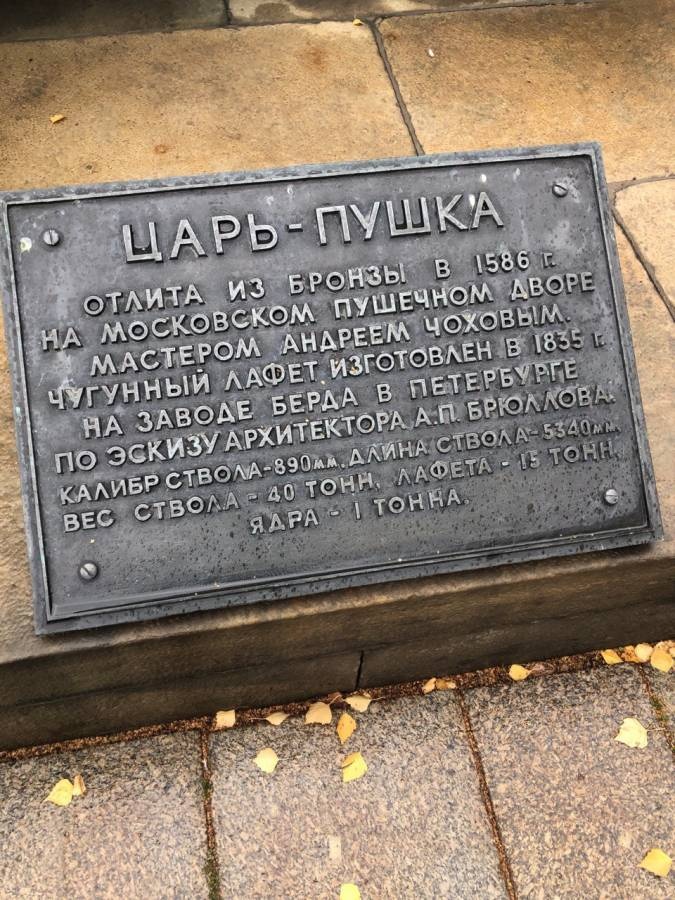 ЦАРЬ-ПУШКА
ОТЛИТА ИЗ БРОНЗЫ В 1586 г.
НА МОСКОВСКОМ ПУШЕЧНОМ ДВОРЕ
МАСТЕРОМ АНДРЕЕМ ЧОХОВЫМ.
ЧУГУННЫЙ ЛАФЕТ ИЗГОТОВЛЕН В 1835 г.
НА ЗАВОДЕ БЕРДА В ПЕТЕРБУРГЕ
ПО ЭСКИЗУ АРХИТЕКТОРА А.П. БРЮЛЛОВА.
КАЛИБР СТВОЛА-890мм, ДЛИНА СТВОЛА-5340мм.
ВЕС СТВОЛА - 40 ТОНН, ЛАФЕТА - 15 ТОНН,
ЯДРА - 1 ТОННА.